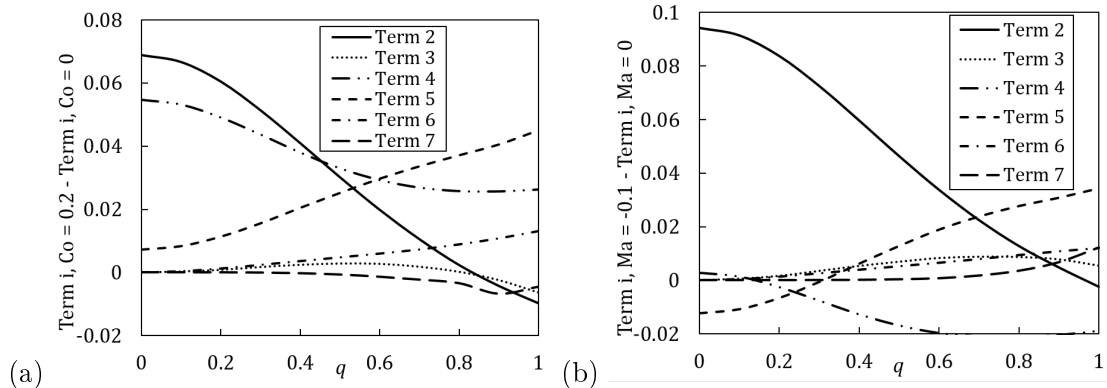 Term i, Co = 0.2 - Term i, Co = 0
0.08
0.06
0.04
0.02
0
-0.02
0 0.2 0.4 0.6 0.8 1
q
Term 2
Term 3
Term 4
Term 5
Term 6
Term 7
(a)
Term i, Ma = -0.1 - Term i, Ma = 0
0.1
0.08
0.06
0.04
0.02
0
-0.02
0 0.2 0.4 0.6 0.8 1
q
Term 2
Term 3
Term 4
Term 5
Term 6
Term 7
(b)